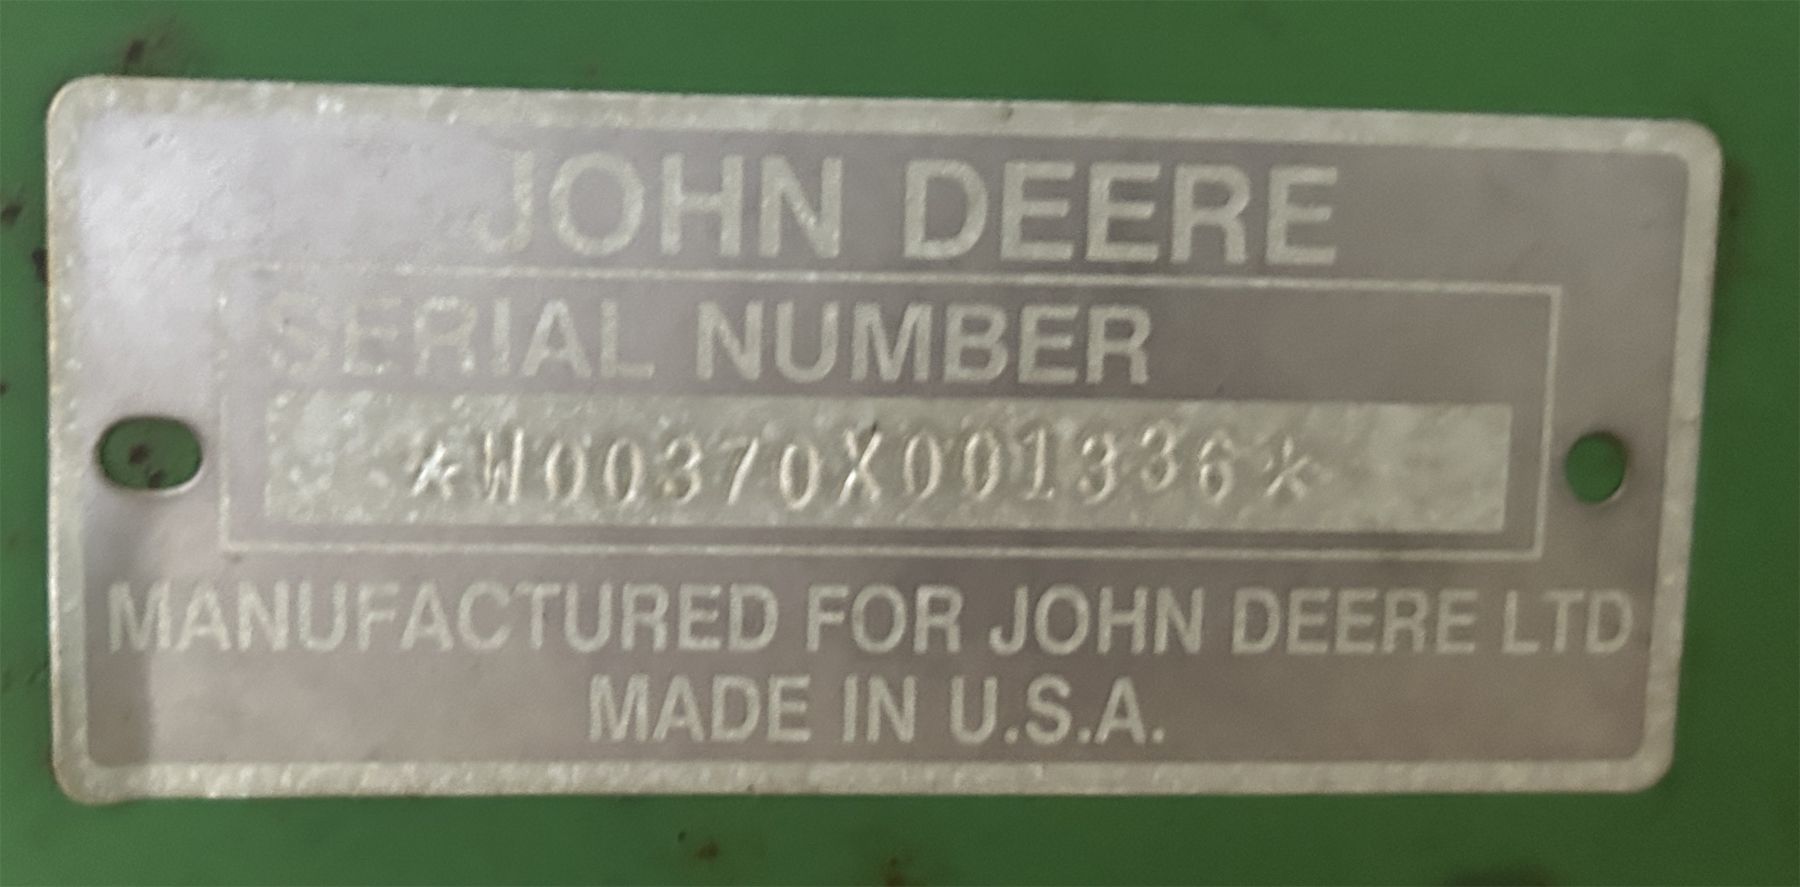 JOHN DEERE
SERIAL NUMBER
*W00370X001336*
MANUFACTURED FOR JOHN DEERE LTD
MADE IN U.S.A.